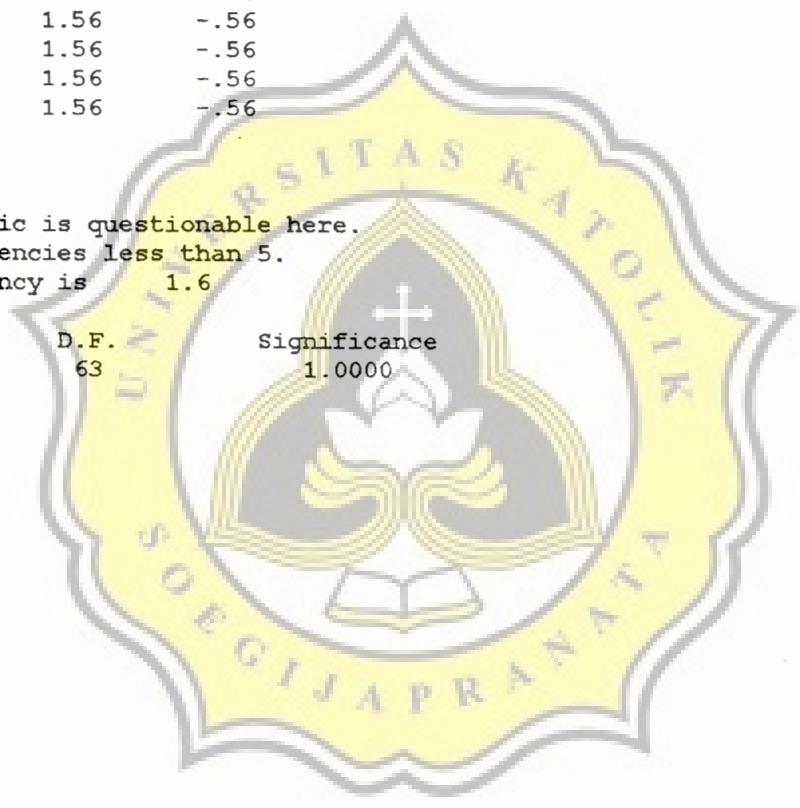 1.56 -.56
1.56 -.56
1.56 -.56
1.56 -.56
ic is questionable here.
encies less than 5.
ncy is 1.6
D.F. Significance
63 1.0000
UNIVERSITAS KATOLIK
SOEGIJAPRANATA